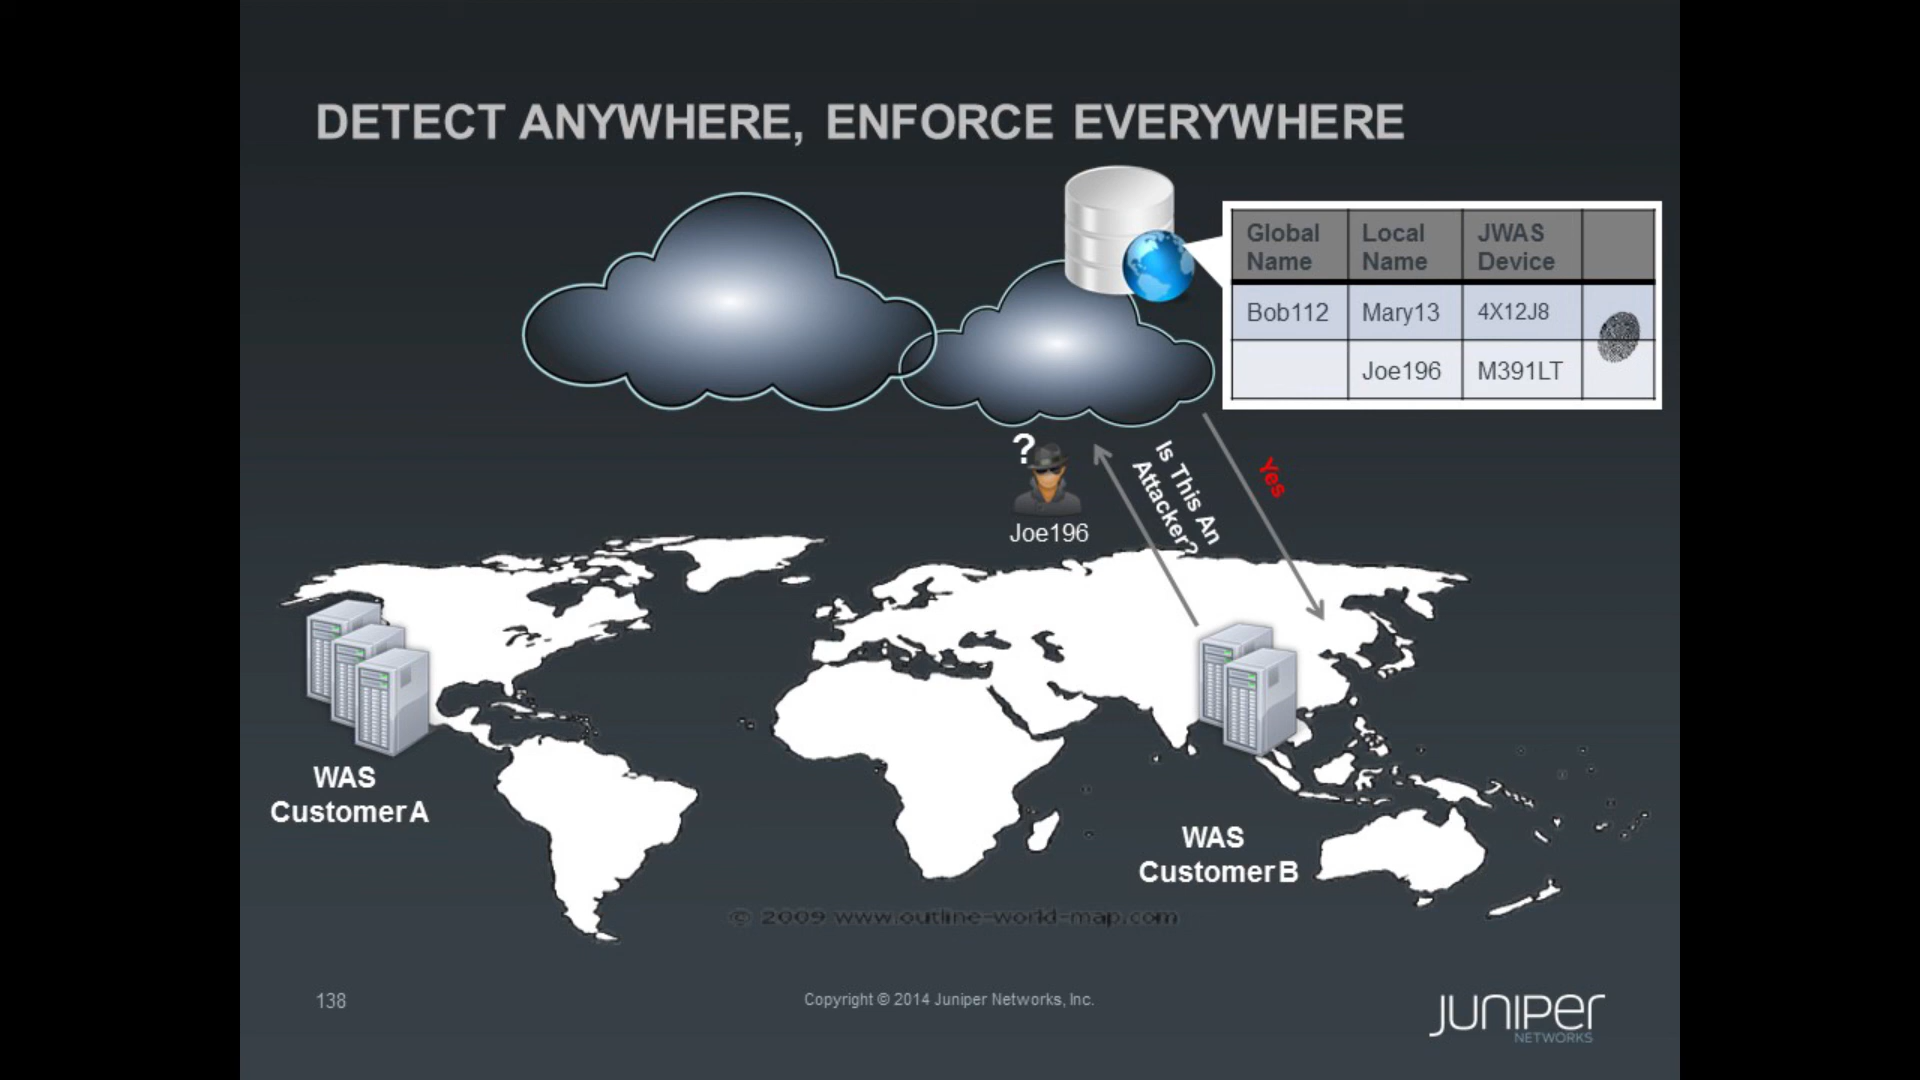 DETECT ANYWHERE, ENFORCE EVERYWHERE
Global
Name
Local
Name
JWAS
Device
Bob112
Mary13
4X12J8
Joe196
M391LT
?
Joe196
Is This An
Attacker?
Yes
WAS
Customer A
WAS
Customer B
© 2009 www.outline-world-map.com
138
Copyright © 2014 Juniper Networks, Inc.
JUNIPer
NETWORKS